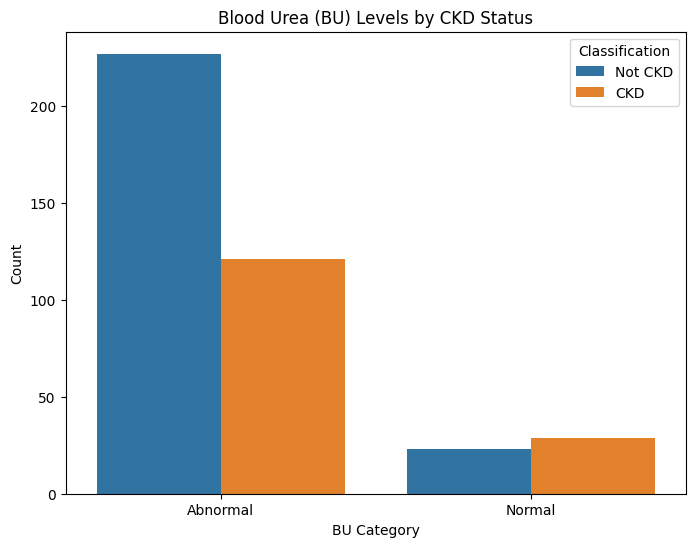 Blood Urea (BU) Levels by CKD Status
Classification
Not CKD
CKD
200
150
100
50
0
Count
Abnormal
Normal
BU Category